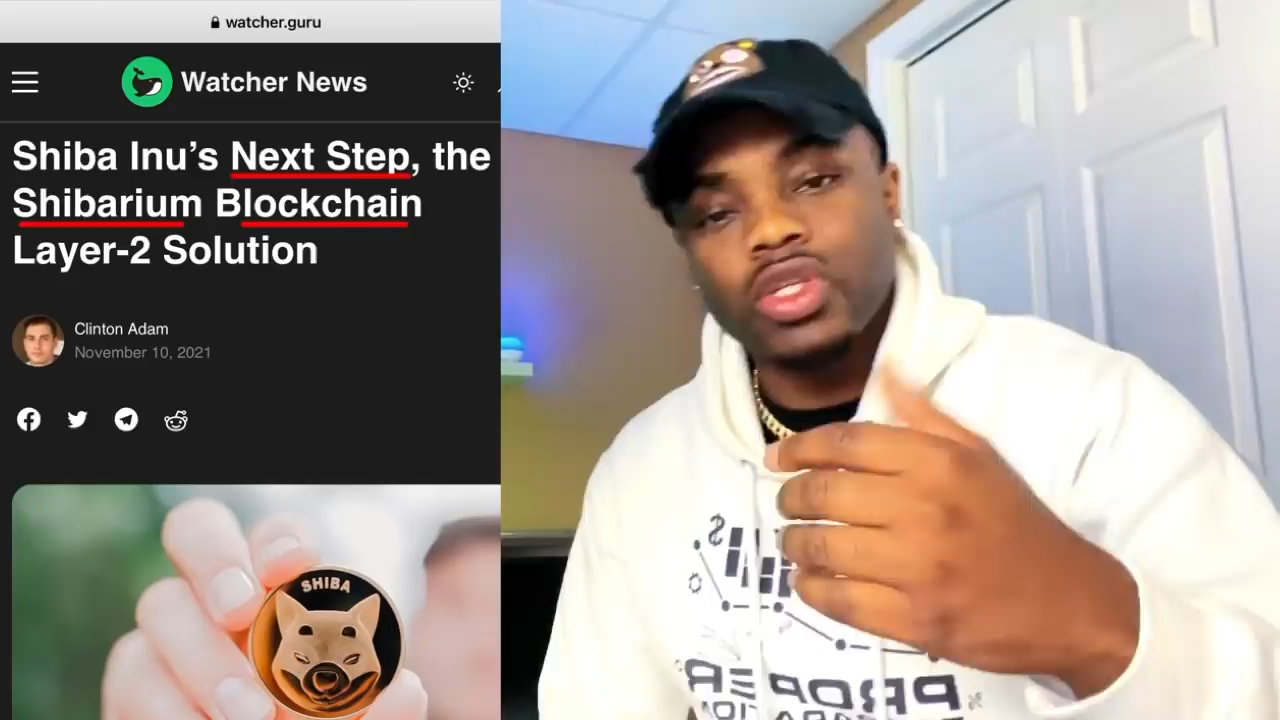 watcher.guru
Watcher News
Shiba Inu's Next Step, the
Shibarium Blockchain
Layer-2 Solution
Clinton Adam
November 10, 2021
SHIBA
PROPER